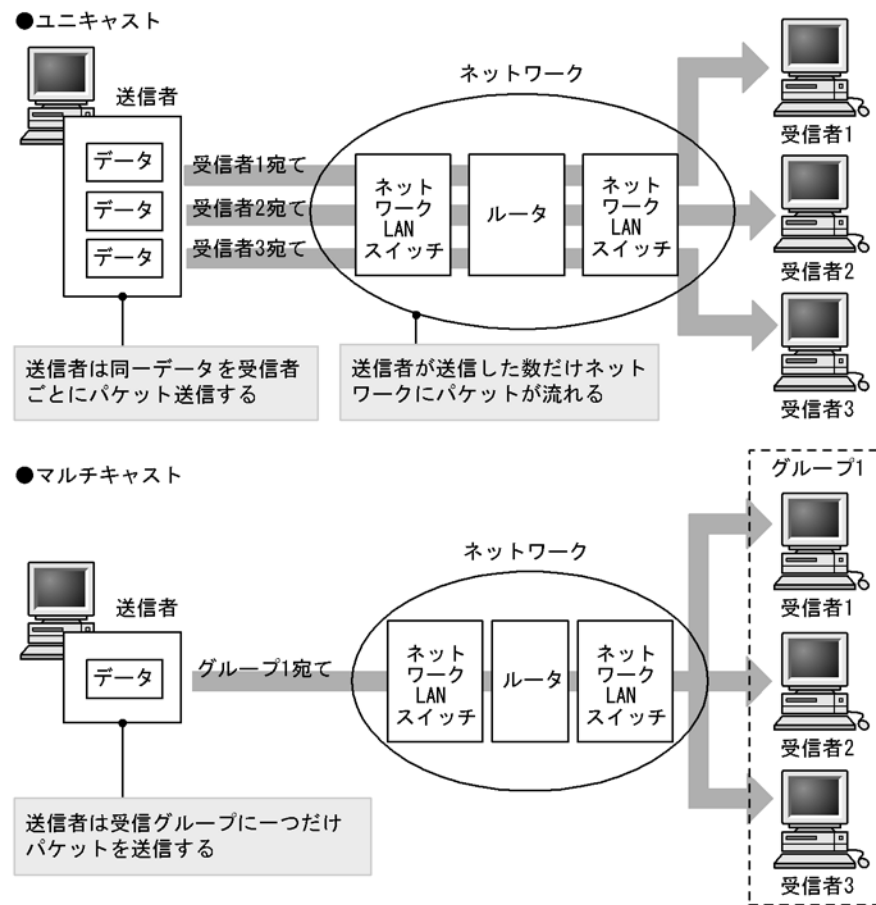 ●ユニキャスト
送信者
ネットワーク
データ
データ
データ
受信者1宛て
受信者2宛て
受信者3宛て
ネット
ワーク
LAN
スイッチ
ルータ
ネット
ワーク
LAN
スイッチ
受信者1
受信者2
受信者3
送信者は同一データを受信者
ごとにパケット送信する
送信者が送信した数だけネット
ワークにパケットが流れる
●マルチキャスト
グループ1
送信者
ネットワーク
データ
グループ1宛て
ネット
ワーク
LAN
スイッチ
ルータ
ネット
ワーク
LAN
スイッチ
受信者1
受信者2
受信者3
送信者は受信グループに一つだけ
パケットを送信する